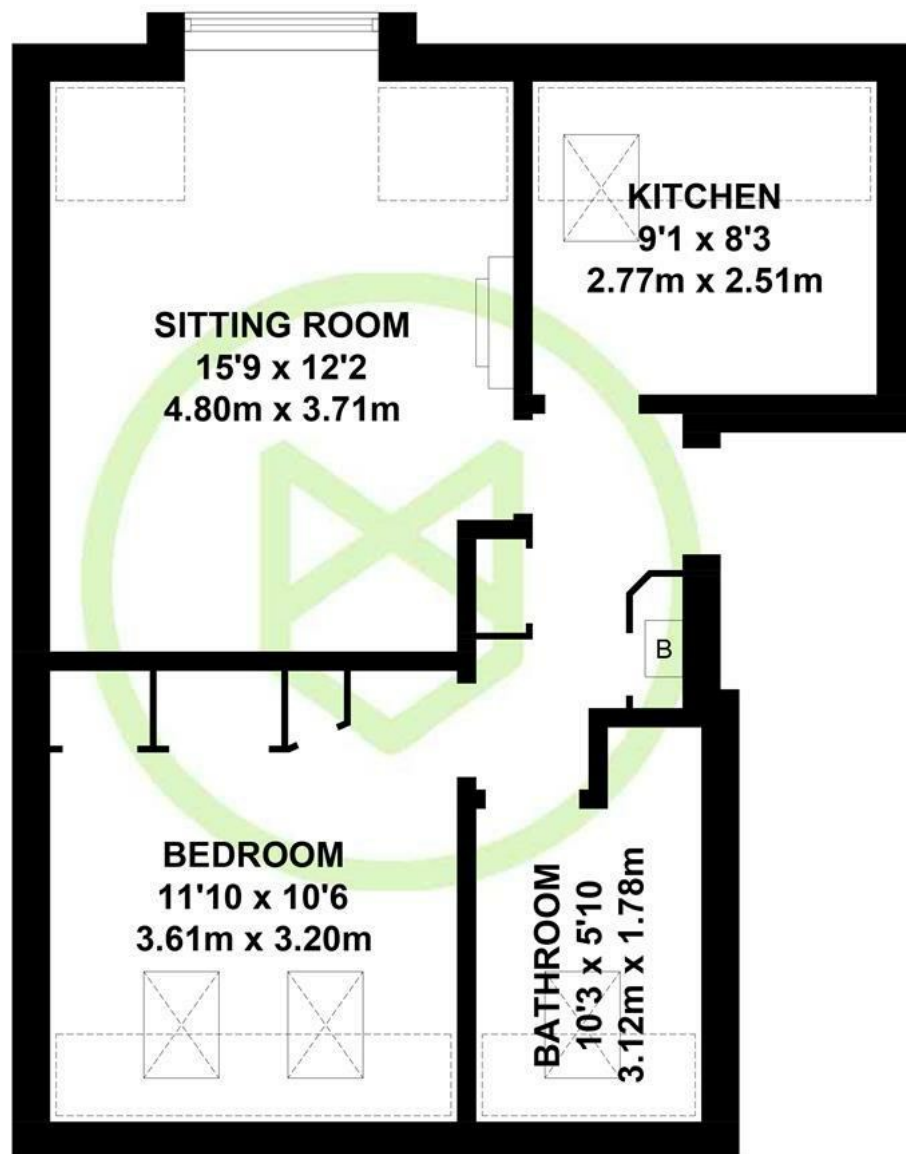 KITCHEN
9'1 x 8'3
2.77m x 2.51m
SITTING ROOM
15'9 x 12'2
4.80m x 3.71m
B
BEDROOM
11'10 x 10'6
3.61m x 3.20m
BATHROOM
10'3 x 5'10
3.12m x 1.78m